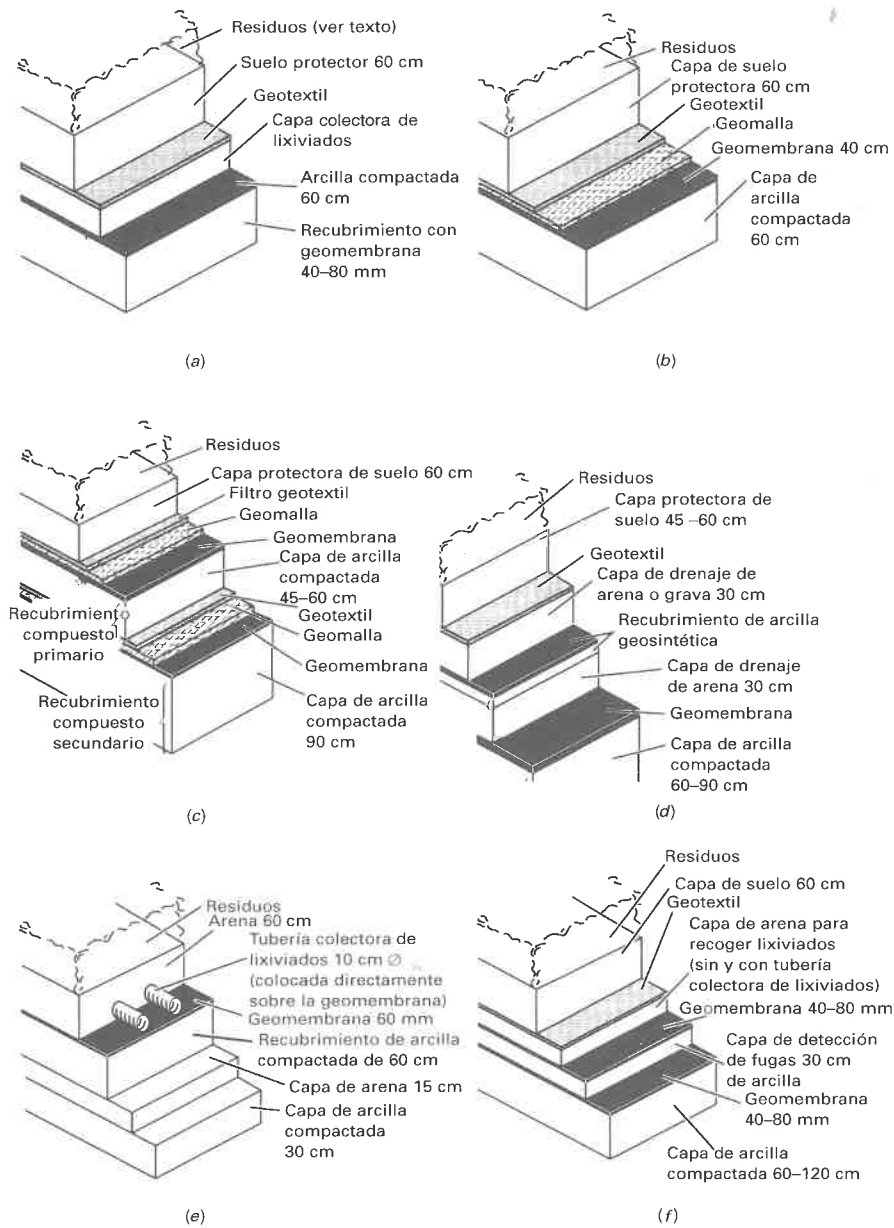 Residuos (ver texto)
Suelo protector 60 cm
Geotextil
Capa colectora de
lixiviados
Arcilla compactada
60 cm
Recubrimiento con
geomembrana
40–80 mm
(a)
Residuos
Capa de suelo
protectora 60 cm
Geotextil
Geomalla
Geomembrana 40 cm
Capa de
arcilla
compactada
60 cm
(b)
Residuos
Capa protectora de suelo 60 cm
Filtro geotextil
Geomalla
Geomembrana
Capa de arcilla
compactada
45–60 cm
Geotextil
Geomalla
Geomembrana
Capa de arcilla
compactada
90 cm
Recubrimiento
compuesto
primario
Recubrimiento
compuesto
secundario
(c)
Residuos
Capa protectora de
suelo 45 –60 cm
Geotextil
Capa de drenaje de
arena o grava 30 cm
Recubrimiento de arcilla
geosintética
Capa de drenaje
de arena 30 cm
Geomembrana
Capa de arcilla
compactada
60–90 cm
(d)
Residuos
Arena 60 cm
Tubería colectora de
lixiviados 10 cm Ø
(colocada directamente
sobre la geomembrana)
Geomembrana 60 mm
Recubrimiento de arcilla
compactada de 60 cm
Capa de arena 15 cm
Capa de arcilla
compactada
30 cm
(e)
Residuos
Capa de suelo 60 cm
Geotextil
Capa de arena para
recoger lixiviados
(sin y con tubería
colectora de lixiviados)
Geomembrana 40–80 mm
Capa de detección
de fugas 30 cm
de arcilla
Geomembrana
40–80 mm
Capa de arcilla
compactada 60–120 cm
(f)